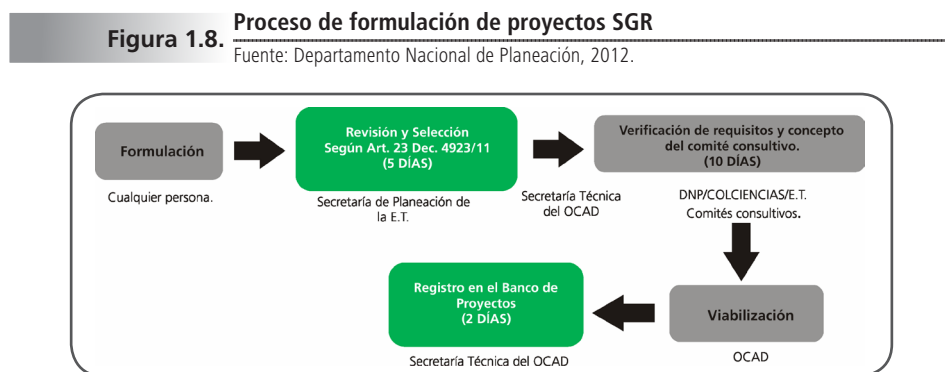 Figura 1.8.
Proceso de formulación de proyectos SGR
Fuente: Departamento Nacional de Planeación, 2012.
Formulación
Cualquier persona.
Revisión y Selección
Según Art. 23 Dec. 4923/11
(5 DÍAS)
Secretaría de Planeación de
la E.T.
Secretaría Técnica
del OCAD
Verificación de requisitos y concepto
del comité consultivo.
(10 DÍAS)
DNP/COLCIENCIAS/E.T.
Comités consultivos.
Viabilización
OCAD
Registro en el Banco de
Proyectos
(2 DÍAS)
Secretaría Técnica del OCAD